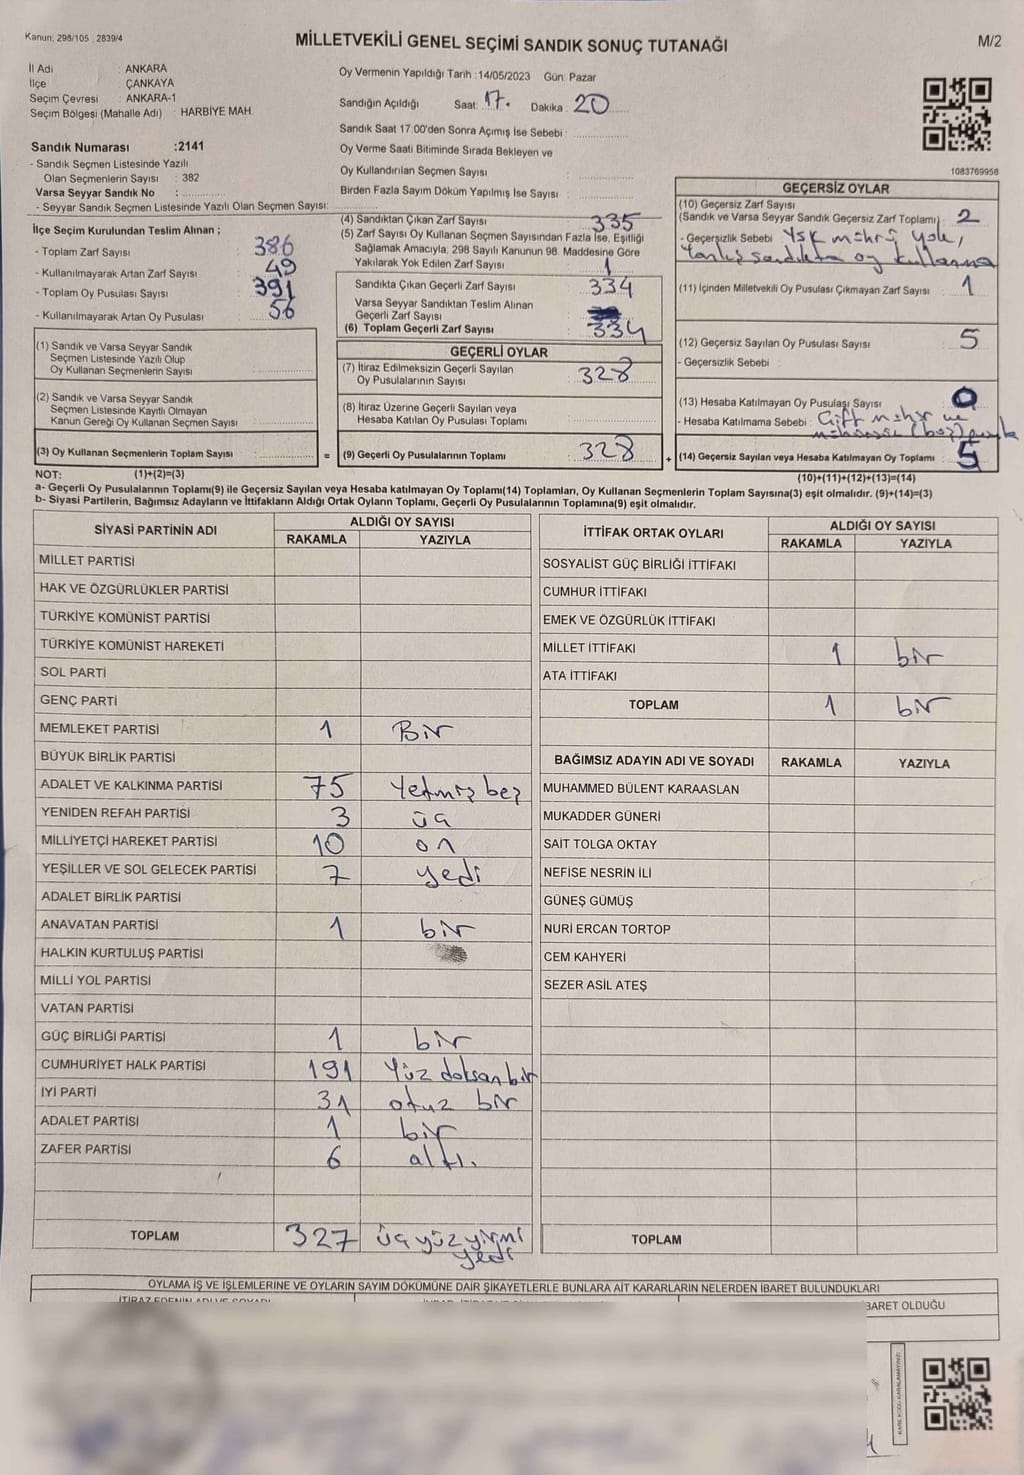 Kanun: 298/105 2839/4
MİLLETVEKİLİ GENEL SEÇİMİ SANDIK SONUÇ TUTANAĞI
M/2
İl Adı : ANKARA
İlçe : ÇANKAYA
Seçim Çevresi : ANKARA-1
Seçim Bölgesi (Mahalle Adı) : HARBİYE MAH.
Sandık Numarası :2141
- Sandık Seçmen Listesinde Yazılı
Olan Seçmenlerin Sayısı : 382
Varsa Seyyar Sandık No :
- Seyyar Sandık Seçmen Listesinde Yazılı Olan Seçmen Sayısı:
Oy Vermenin Yapıldığı Tarih :14/05/2023 Gün: Pazar
Sandığın Açıldığı Saat: 17. Dakika : 20
Sandık Saat 17:00'den Sonra Açılmış İse Sebebi :
Oy Verme Saati Bitiminde Sırada Bekleyen ve
Oy Kullandırılan Seçmen Sayısı :
Birden Fazla Sayım Döküm Yapılmış İse Sayısı :
1083769958
İlçe Seçim Kurulundan Teslim Alınan ;
- Toplam Zarf Sayısı : 386
- Kullanılmayarak Artan Zarf Sayısı : 49
- Toplam Oy Pusulası Sayısı : 391
- Kullanılmayarak Artan Oy Pusulası : 56
(1) Sandık ve Varsa Seyyar Sandık
Seçmen Listesinde Yazılı Olup
Oy Kullanan Seçmenlerin Sayısı :
(2) Sandık ve Varsa Seyyar Sandık
Seçmen Listesinde Kayıtlı Olmayan
Kanun Gereği Oy Kullanan Seçmen Sayısı :
(3) Oy Kullanan Seçmenlerin Toplam Sayısı :
(4) Sandıktan Çıkan Zarf Sayısı : 335
(5) Zarf Sayısı Oy Kullanan Seçmen Sayısından Fazla İse, Eşitliği
Sağlamak Amacıyla; 298 Sayılı Kanunun 98. Maddesine Göre
Yakılarak Yok Edilen Zarf Sayısı : 1
Sandıkta Çıkan Geçerli Zarf Sayısı : 334
Varsa Seyyar Sandıktan Teslim Alınan
Geçerli Zarf Sayısı :
(6) Toplam Geçerli Zarf Sayısı : 334
GEÇERLİ OYLAR
(7) İtiraz Edilmeksizin Geçerli Sayılan
Oy Pusulalarının Sayısı : 328
(8) İtiraz Üzerine Geçerli Sayılan veya
Hesaba Katılan Oy Pusulası Toplamı :
= (9) Geçerli Oy Pusulalarının Toplamı : 328
GEÇERSİZ OYLAR
(10) Geçersiz Zarf Sayısı
(Sandık ve Varsa Seyyar Sandık Geçersiz Zarf Toplamı) : 2
- Geçersizlik Sebebi : YSK mührü yok,
yanlış sandıkta oy kullanma
(11) İçinden Milletvekili Oy Pusulası Çıkmayan Zarf Sayısı : 1
(12) Geçersiz Sayılan Oy Pusulası Sayısı : 5
- Geçersizlik Sebebi :
(13) Hesaba Katılmayan Oy Pusulası Sayısı : 0
- Hesaba Katılmama Sebebi : Çift mühür ve
mühürsüz (boş) pusula
+ (14) Geçersiz Sayılan veya Hesaba Katılmayan Oy Toplamı : 5
NOT: (1)+(2)=(3)
(10)+(11)+(12)+(13)=(14)
a- Geçerli Oy Pusulalarının Toplamı(9) ile Geçersiz Sayılan veya Hesaba katılmayan Oy Toplamı(14) Toplamları, Oy Kullanan Seçmenlerin Toplam Sayısına(3) eşit olmalıdır. (9)+(14)=(3)
b- Siyasi Partilerin, Bağımsız Adayların ve İttifakların Aldığı Ortak Oyların Toplamı, Geçerli Oy Pusulalarının Toplamına(9) eşit olmalıdır.
SİYASİ PARTİNİN ADI ALDIĞI OY SAYISI
RAKAMLA YAZIYLA
MİLLET PARTİSİ
HAK VE ÖZGÜRLÜKLER PARTİSİ
TÜRKİYE KOMÜNİST PARTİSİ
TÜRKİYE KOMÜNİST HAREKETİ
SOL PARTİ
GENÇ PARTİ
MEMLEKET PARTİSİ 1 Bir
BÜYÜK BİRLİK PARTİSİ
ADALET VE KALKINMA PARTİSİ 75 Yetmiş beş
YENİDEN REFAH PARTİSİ 3 üç
MİLLİYETÇİ HAREKET PARTİSİ 10 on
YEŞİLLER VE SOL GELECEK PARTİSİ 7 yedi
ADALET BİRLİK PARTİSİ
ANAVATAN PARTİSİ 1 bir
HALKIN KURTULUŞ PARTİSİ
MİLLİ YOL PARTİSİ
VATAN PARTİSİ
GÜÇ BİRLİĞİ PARTİSİ 1 bir
CUMHURİYET HALK PARTİSİ 191 Yüz doksan bir
İYİ PARTİ 31 otuz bir
ADALET PARTİSİ 1 bir
ZAFER PARTİSİ 6 altı.
TOPLAM 327 üç yüz yirmi
yedi
İTTİFAK ORTAK OYLARI ALDIĞI OY SAYISI
RAKAMLA YAZIYLA
SOSYALİST GÜÇ BİRLİĞİ İTTİFAKI
CUMHUR İTTİFAKI
EMEK VE ÖZGÜRLÜK İTTİFAKI
MİLLET İTTİFAKI 1 bir
ATA İTTİFAKI
TOPLAM 1 bir
BAĞIMSIZ ADAYIN ADI VE SOYADI RAKAMLA YAZIYLA
MUHAMMED BÜLENT KARAASLAN
MUKADDER GÜNERİ
SAİT TOLGA OKTAY
NEFİSE NESRİN İLİ
GÜNEŞ GÜMÜŞ
NURİ ERCAN TORTOP
CEM KAHYERİ
SEZER ASİL ATEŞ
TOPLAM
OYLAMA İŞ VE İŞLEMLERİNE VE OYLARIN SAYIM DÖKÜMÜNE DAİR ŞİKAYETLERLE BUNLARA AİT KARARLARIN NELERDEN İBARET BULUNDUKLARI
BARET OLDUĞU